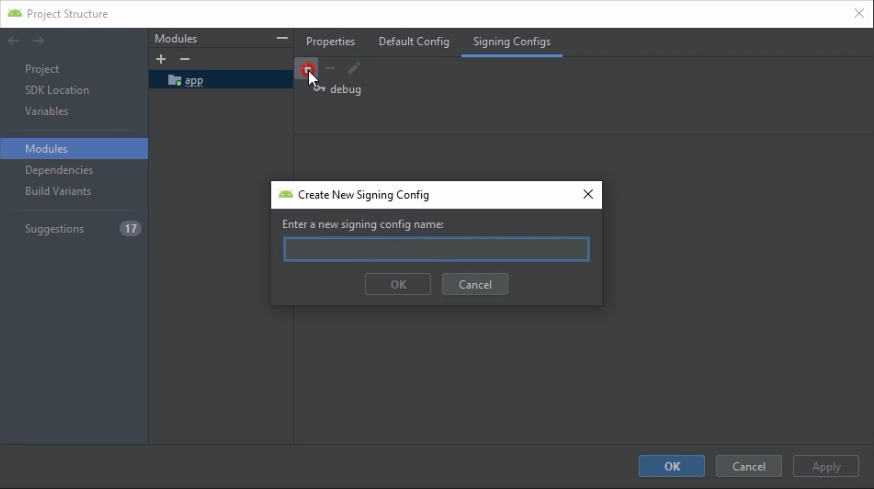 Project Structure
Project
SDK Location
Variables
Modules
Dependencies
Build Variants
Suggestions 17
Modules
app
Properties Default Config Signing Configs
debug
Create New Signing Config
Enter a new signing config name:
OK Cancel
OK Cancel Apply